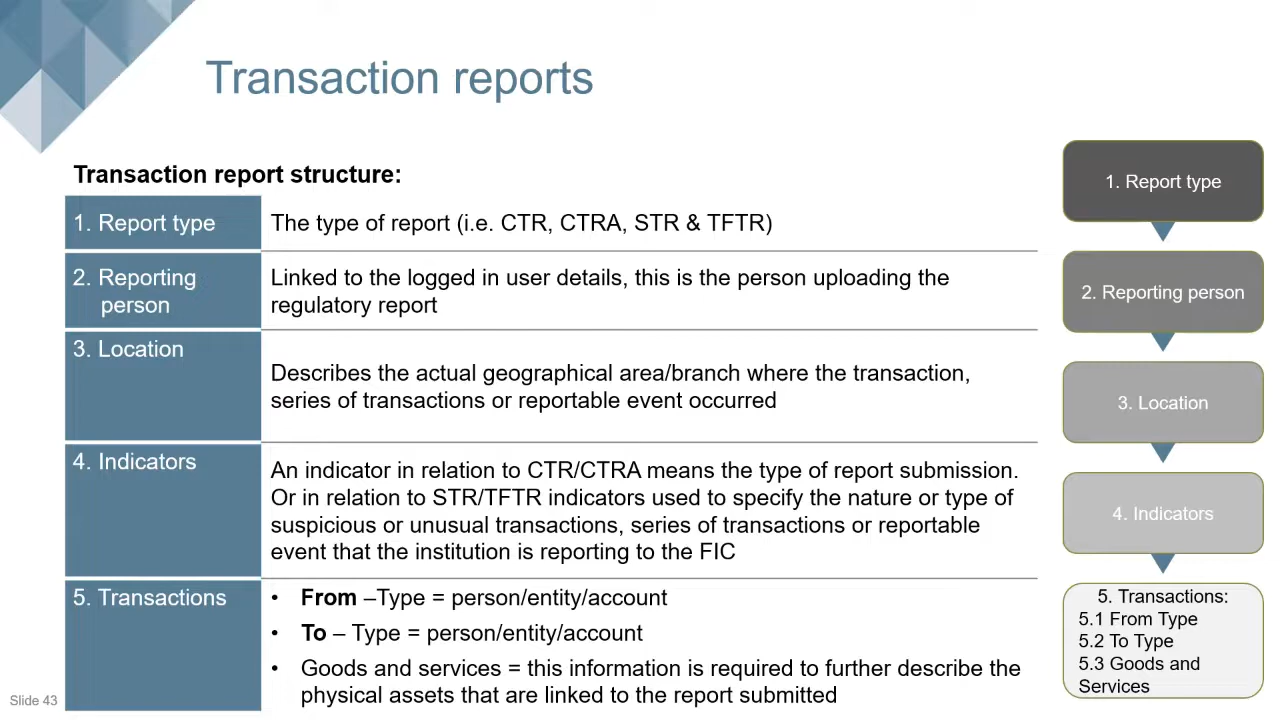 Transaction reports
Transaction report structure:
1. Report type
The type of report (i.e. CTR, CTRA, STR & TFTR)
2. Reporting
person
Linked to the logged in user details, this is the person uploading the
regulatory report
3. Location
Describes the actual geographical area/branch where the transaction,
series of transactions or reportable event occurred
4. Indicators
An indicator in relation to CTR/CTRA means the type of report submission.
Or in relation to STR/TFTR indicators used to specify the nature or type of
suspicious or unusual transactions, series of transactions or reportable
event that the institution is reporting to the FIC
5. Transactions
• From –Type = person/entity/account
• To – Type = person/entity/account
• Goods and services = this information is required to further describe the
physical assets that are linked to the report submitted
1. Report type
2. Reporting person
3. Location
4. Indicators
5. Transactions:
5.1 From Type
5.2 To Type
5.3 Goods and
Services
Slide 43